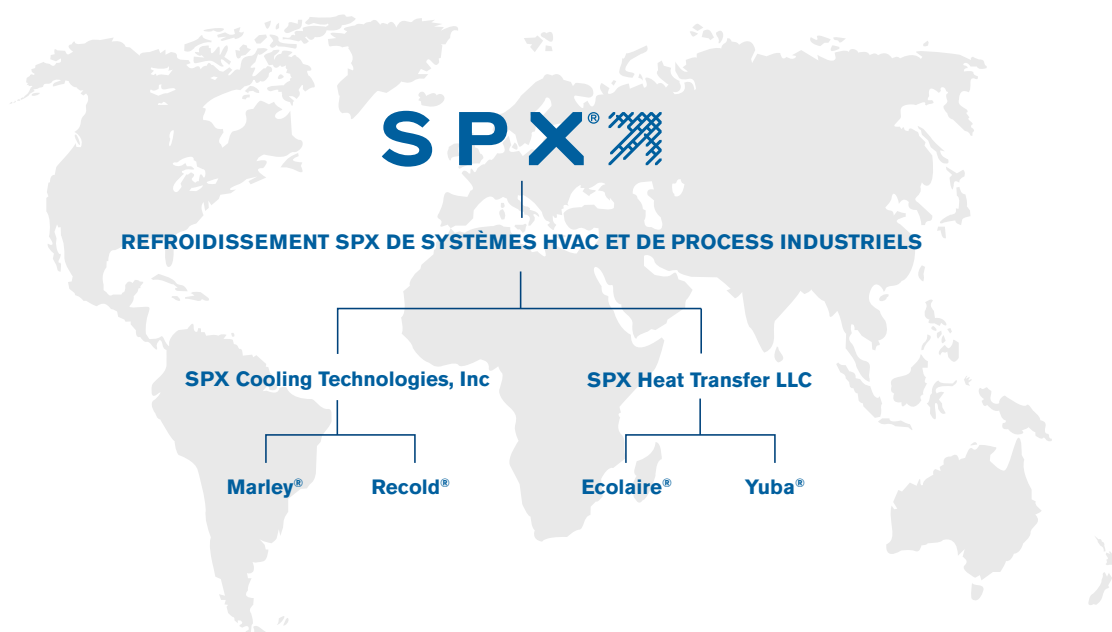 SPX®
REFROIDISSEMENT SPX DE SYSTÈMES HVAC ET DE PROCESS INDUSTRIELS
SPX Cooling Technologies, Inc
SPX Heat Transfer LLC
Marley®
Recold®
Ecolaire®
Yuba®